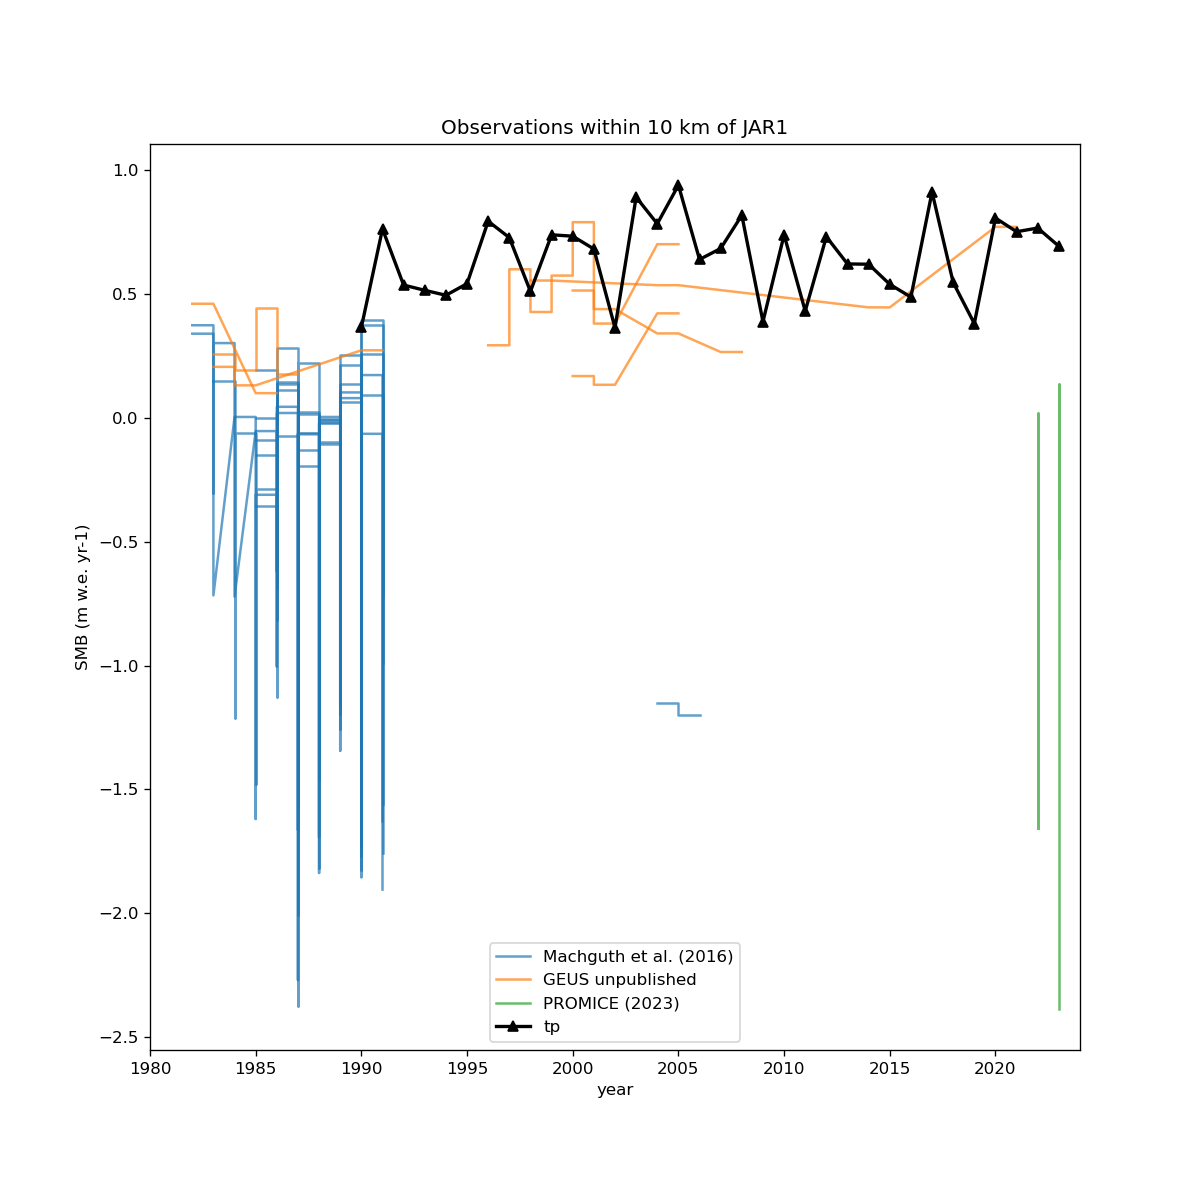 Observations within 10 km of JAR1
1.0
0.5
0.0
−0.5
−1.0
−1.5
−2.0
−2.5
SMB (m w.e. yr-1)
Machguth et al. (2016)
GEUS unpublished
PROMICE (2023)
tp
1980 1985 1990 1995 2000 2005 2010 2015 2020
year